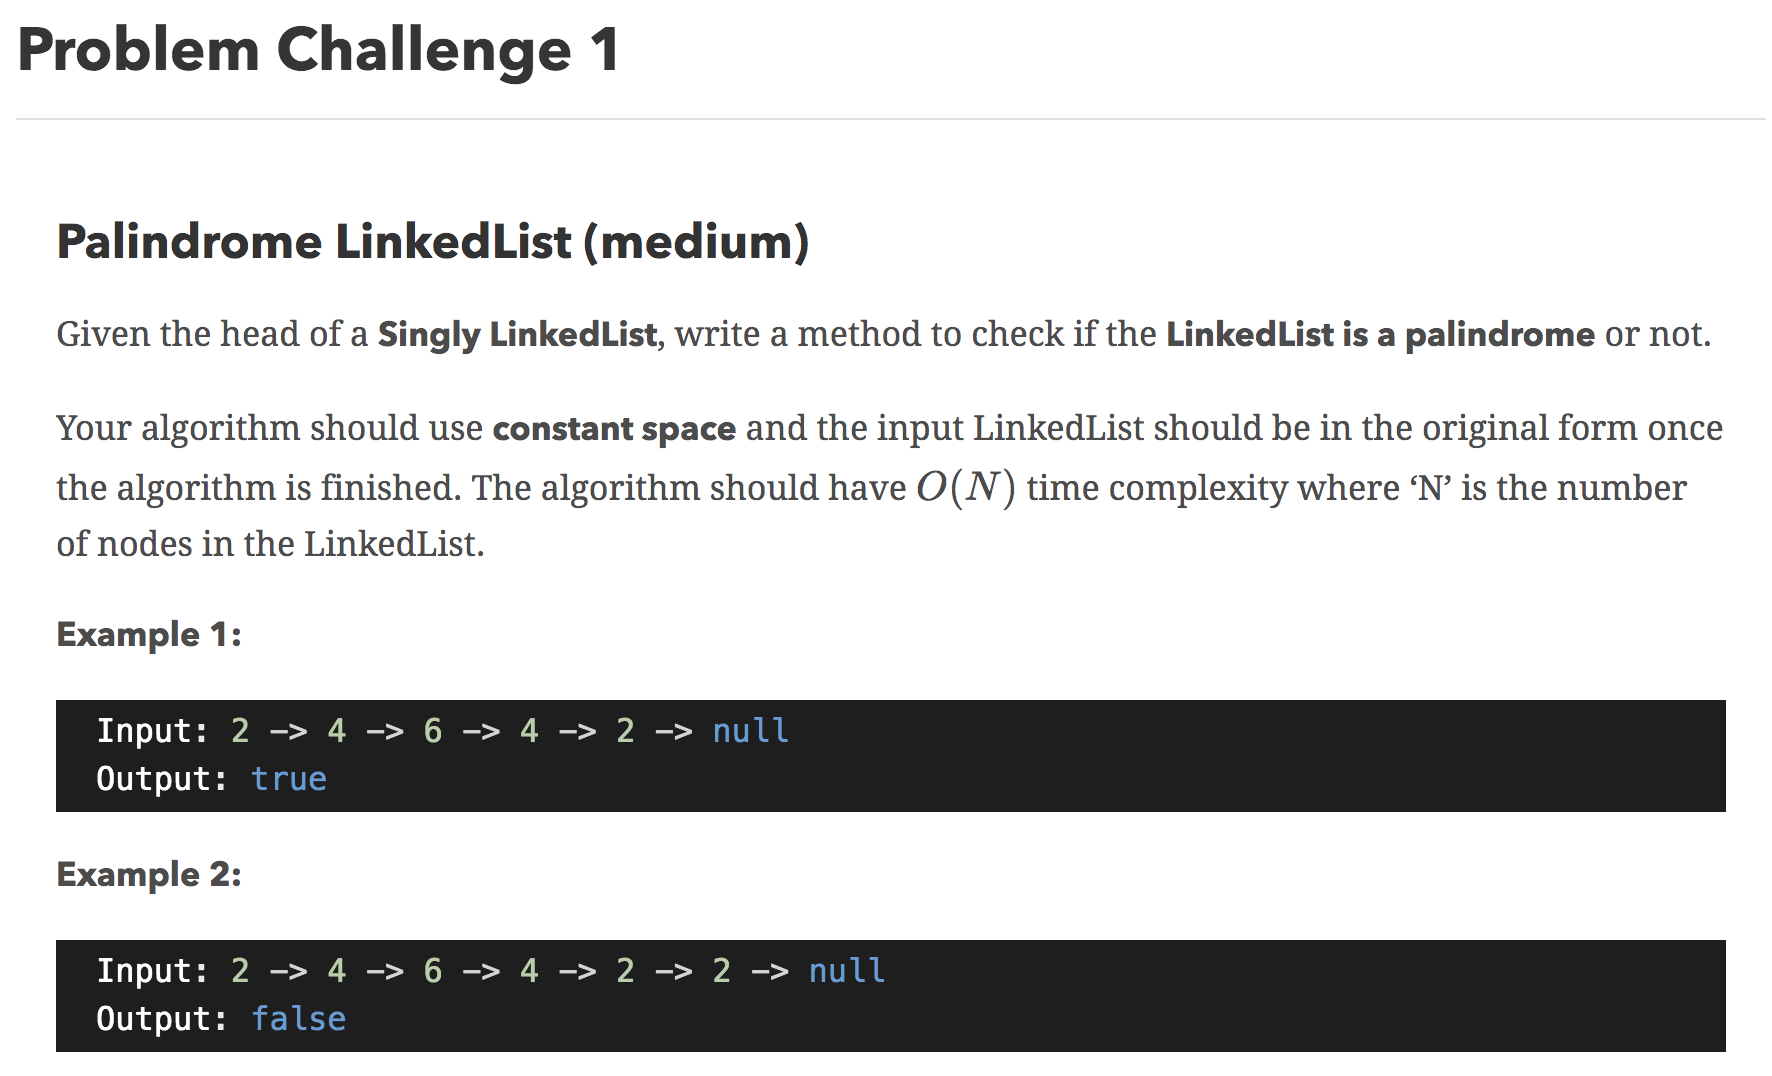 Problem Challenge 1
Palindrome LinkedList (medium)
Given the head of a Singly LinkedList, write a method to check if the LinkedList is a palindrome or not.
Your algorithm should use constant space and the input LinkedList should be in the original form once
the algorithm is finished. The algorithm should have O(N) time complexity where ‘N’ is the number
of nodes in the LinkedList.
Example 1:
Input: 2 -> 4 -> 6 -> 4 -> 2 -> null
Output: true
Example 2:
Input: 2 -> 4 -> 6 -> 4 -> 2 -> 2 -> null
Output: false